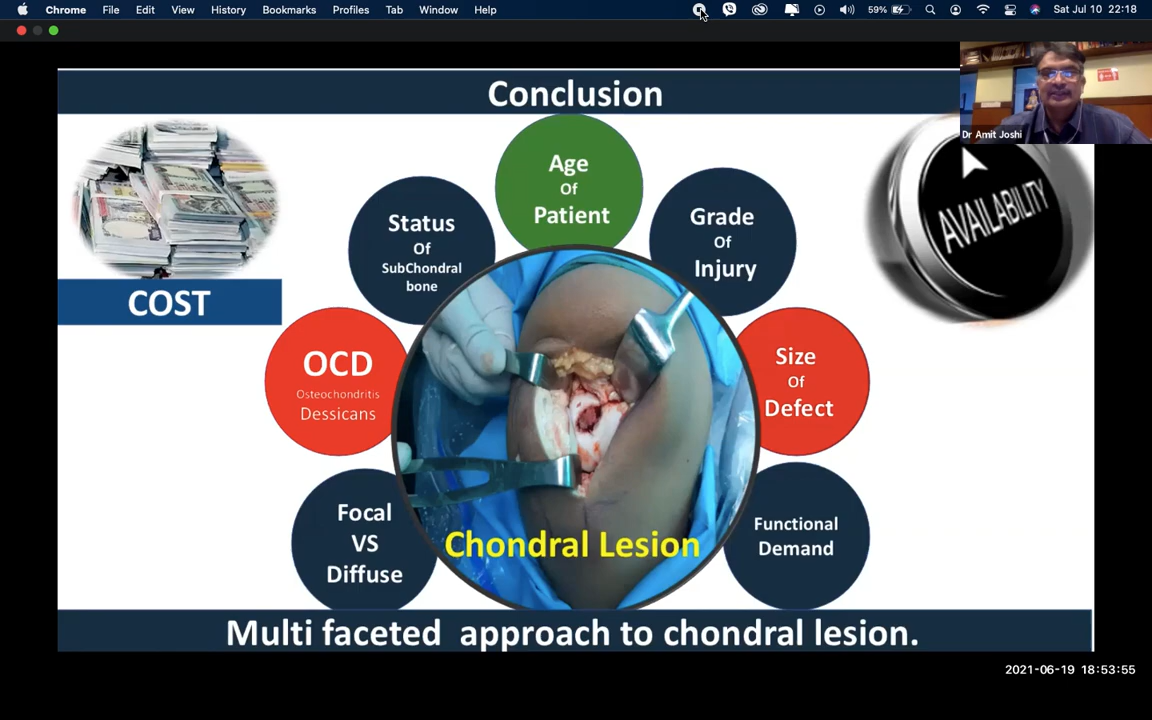 Chrome File Edit View History Bookmarks Profiles Tab Window Help 59% Sat Jul 10 22:18
Conclusion
Dr Amit Joshi
COST
AVAILABILITY
Age
Of
Patient
Status
Of
SubChondral
bone
Grade
Of
Injury
OCD
Osteochondritis
Dessicans
Size
Of
Defect
Focal
VS
Diffuse
Functional
Demand
Chondral Lesion
Multi faceted approach to chondral lesion.
2021-06-19 18:53:55